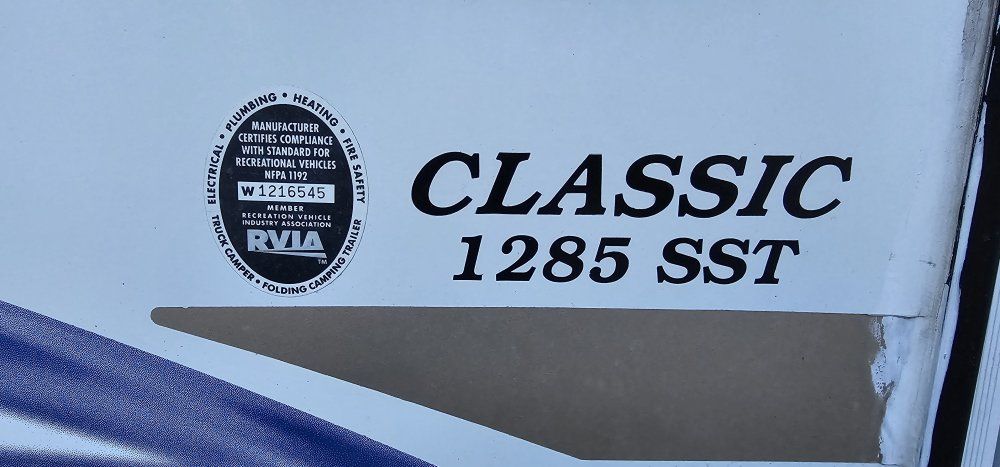 ELECTRICAL • PLUMBING • HEATING • FIRE SAFETY
MANUFACTURER
CERTIFIES COMPLIANCE
WITH STANDARD FOR
RECREATIONAL VEHICLES
NFPA 1192
W 1216545
MEMBER
RECREATION VEHICLE
INDUSTRY ASSOCIATION
RVIA
TM
TRUCK CAMPER • FOLDING CAMPING TRAILER
CLASSIC
1285 SST